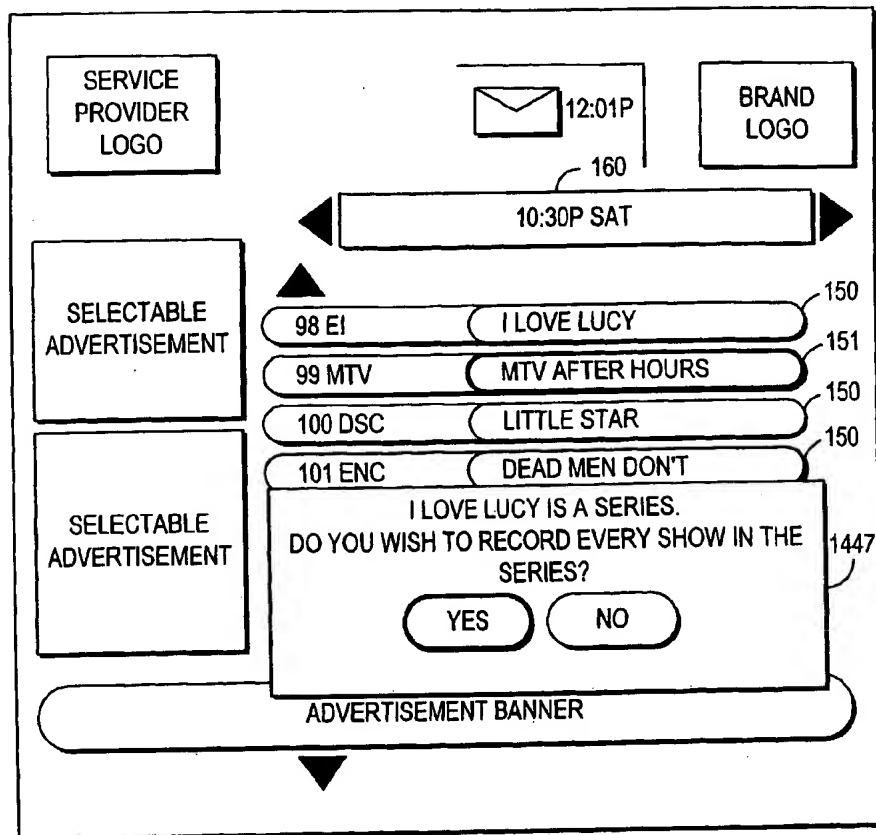 SERVICE
PROVIDER
LOGO
12:01P
BRAND
LOGO
160
10:30P SAT
SELECTABLE
ADVERTISEMENT
150
98 EI I LOVE LUCY
151
99 MTV MTV AFTER HOURS
150
100 DSC LITTLE STAR
150
101 ENC DEAD MEN DON'T
SELECTABLE
ADVERTISEMENT
I LOVE LUCY IS A SERIES.
DO YOU WISH TO RECORD EVERY SHOW IN THE
SERIES?
1447
YES NO
ADVERTISEMENT BANNER